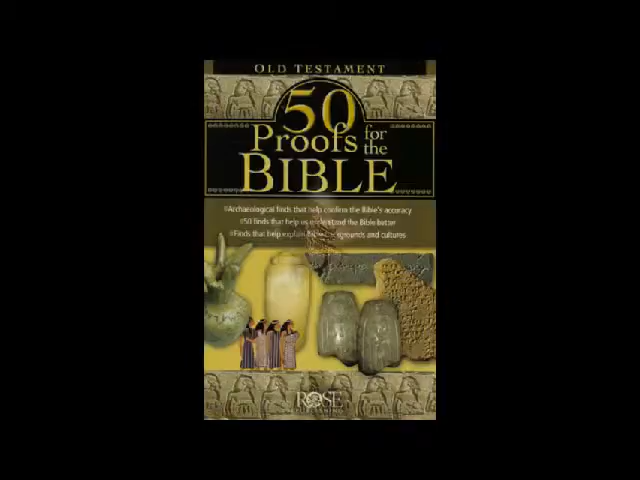 OLD TESTAMENT
50
Proofs for the
BIBLE
Archaeological finds that help confirm the Bible's accuracy
50 finds that help us understand the Bible better
Finds that help explain Bible backgrounds and cultures
ROSE
PUBLISHING